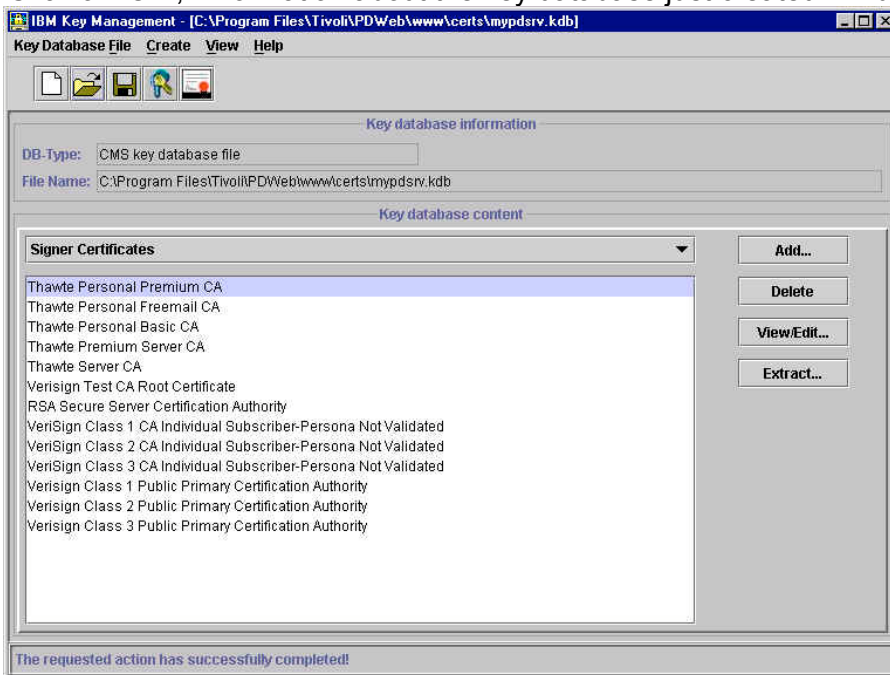 IBM Key Management - [C:\Program Files\Tivoli\PDWeb\www\certs\mypdsrv.kdb]
Key Database File Create View Help
Key database information
DB-Type: CMS key database file
File Name: C:\Program Files\Tivoli\PDWeb\www\certs\mypdsrv.kdb
Key database content
Signer Certificates
Add...
Thawte Personal Premium CA
Delete
Thawte Personal Freemail CA
Thawte Personal Basic CA
View/Edit...
Thawte Premium Server CA
Thawte Server CA
Extract...
Verisign Test CA Root Certificate
RSA Secure Server Certification Authority
VeriSign Class 1 CA Individual Subscriber-Persona Not Validated
VeriSign Class 2 CA Individual Subscriber-Persona Not Validated
VeriSign Class 3 CA Individual Subscriber-Persona Not Validated
Verisign Class 1 Public Primary Certification Authority
Verisign Class 2 Public Primary Certification Authority
Verisign Class 3 Public Primary Certification Authority
The requested action has successfully completed!